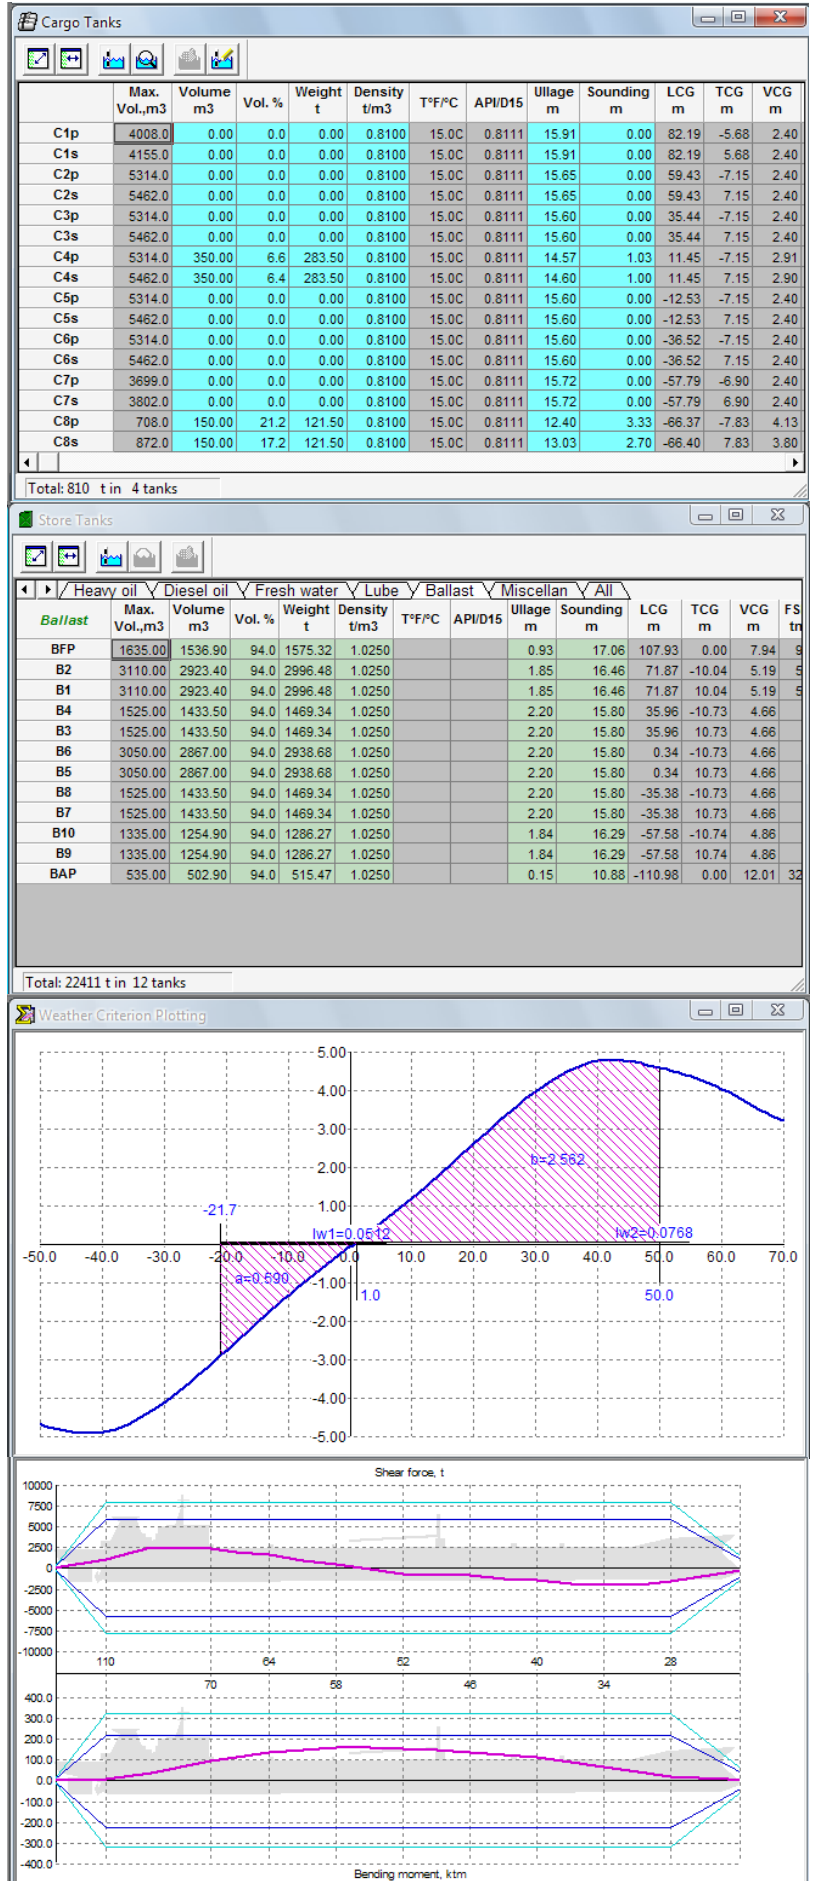 Cargo Tanks
Max. Vol.,m3 Volume m3 Vol. % Weight t Density t/m3 T°F/°C API/D15 Ullage m Sounding m LCG m TCG m VCG m
C1p 4008.0 0.00 0.0 0.00 0.8100 15.0C 0.8111 15.91 0.00 82.19 -5.68 2.40
C1s 4155.0 0.00 0.0 0.00 0.8100 15.0C 0.8111 15.91 0.00 82.19 5.68 2.40
C2p 5314.0 0.00 0.0 0.00 0.8100 15.0C 0.8111 15.65 0.00 59.43 -7.15 2.40
C2s 5462.0 0.00 0.0 0.00 0.8100 15.0C 0.8111 15.65 0.00 59.43 7.15 2.40
C3p 5314.0 0.00 0.0 0.00 0.8100 15.0C 0.8111 15.60 0.00 35.44 -7.15 2.40
C3s 5462.0 0.00 0.0 0.00 0.8100 15.0C 0.8111 15.60 0.00 35.44 7.15 2.40
C4p 5314.0 350.00 6.6 283.50 0.8100 15.0C 0.8111 14.57 1.03 11.45 -7.15 2.91
C4s 5462.0 350.00 6.4 283.50 0.8100 15.0C 0.8111 14.60 1.00 11.45 7.15 2.90
C5p 5314.0 0.00 0.0 0.00 0.8100 15.0C 0.8111 15.60 0.00 -12.53 -7.15 2.40
C5s 5462.0 0.00 0.0 0.00 0.8100 15.0C 0.8111 15.60 0.00 -12.53 7.15 2.40
C6p 5314.0 0.00 0.0 0.00 0.8100 15.0C 0.8111 15.60 0.00 -36.52 -7.15 2.40
C6s 5462.0 0.00 0.0 0.00 0.8100 15.0C 0.8111 15.60 0.00 -36.52 7.15 2.40
C7p 3699.0 0.00 0.0 0.00 0.8100 15.0C 0.8111 15.72 0.00 -57.79 -6.90 2.40
C7s 3802.0 0.00 0.0 0.00 0.8100 15.0C 0.8111 15.72 0.00 -57.79 6.90 2.40
C8p 708.0 150.00 21.2 121.50 0.8100 15.0C 0.8111 12.40 3.33 -66.37 -7.83 4.13
C8s 872.0 150.00 17.2 121.50 0.8100 15.0C 0.8111 13.03 2.70 -66.40 7.83 3.80
Total: 810 t in 4 tanks
Store Tanks
Heavy oil Diesel oil Fresh water Lube Ballast Miscellan All
Ballast Max. Vol.,m3 Volume m3 Vol. % Weight t Density t/m3 T°F/°C API/D15 Ullage m Sounding m LCG m TCG m VCG m FS
BFP 1635.00 1536.90 94.0 1575.32 1.0250 0.93 17.06 107.93 0.00 7.94 9
B2 3110.00 2923.40 94.0 2996.48 1.0250 1.85 16.46 71.87 -10.04 5.19 5
B1 3110.00 2923.40 94.0 2996.48 1.0250 1.85 16.46 71.87 10.04 5.19 5
B4 1525.00 1433.50 94.0 1469.34 1.0250 2.20 15.80 35.96 -10.73 4.66
B3 1525.00 1433.50 94.0 1469.34 1.0250 2.20 15.80 35.96 10.73 4.66
B6 3050.00 2867.00 94.0 2938.68 1.0250 2.20 15.80 0.34 -10.73 4.66
B5 3050.00 2867.00 94.0 2938.68 1.0250 2.20 15.80 0.34 10.73 4.66
B8 1525.00 1433.50 94.0 1469.34 1.0250 2.20 15.80 -35.38 -10.73 4.66
B7 1525.00 1433.50 94.0 1469.34 1.0250 2.20 15.80 -35.38 10.73 4.66
B10 1335.00 1254.90 94.0 1286.27 1.0250 1.84 16.29 -57.58 -10.74 4.86
B9 1335.00 1254.90 94.0 1286.27 1.0250 1.84 16.29 -57.58 10.74 4.86
BAP 535.00 502.90 94.0 515.47 1.0250 0.15 10.88 -110.98 0.00 12.01 32
Total: 22411 t in 12 tanks
Weather Criterion Plotting
5.00
4.00
3.00
2.00
b=2.562
1.00
-21.7
lw1=0.0512 lw2=0.0768
-50.0 -40.0 -30.0 -20.0 -10.0 0.0 10.0 20.0 30.0 40.0 50.0 60.0 70.0
a=0.590
-1.00
1.0 50.0
-2.00
-3.00
-4.00
-5.00
Shear force, t
10000
7500
5000
2500
0
-2500
-5000
-7500
-10000
110 64 52 40 28
70 58 46 34
400.0
300.0
200.0
100.0
0.0
-100.0
-200.0
-300.0
-400.0
Bending moment, ktm